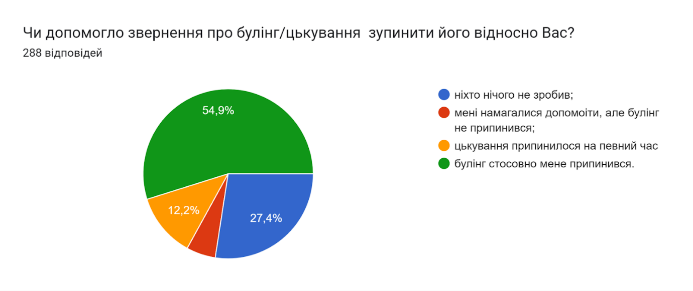 Чи допомогло звернення про булінг/цькування зупинити його відносно Вас?
288 відповідей
54,9%
12,2%
27,4%
ніхто нічого не зробив;
мені намагалися допомоїти, але булінг
не припинився;
цькування припинилося на певний час
булінг стосовно мене припинився.